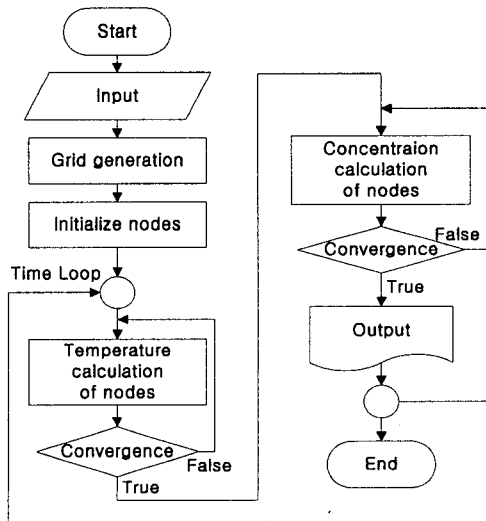 Start
Input
Grid generation
Initialize nodes
Time Loop
Temperature
calculation
of nodes
Convergence
False
True
Concentraion
calculation
of nodes
Convergence
False
True
Output
End